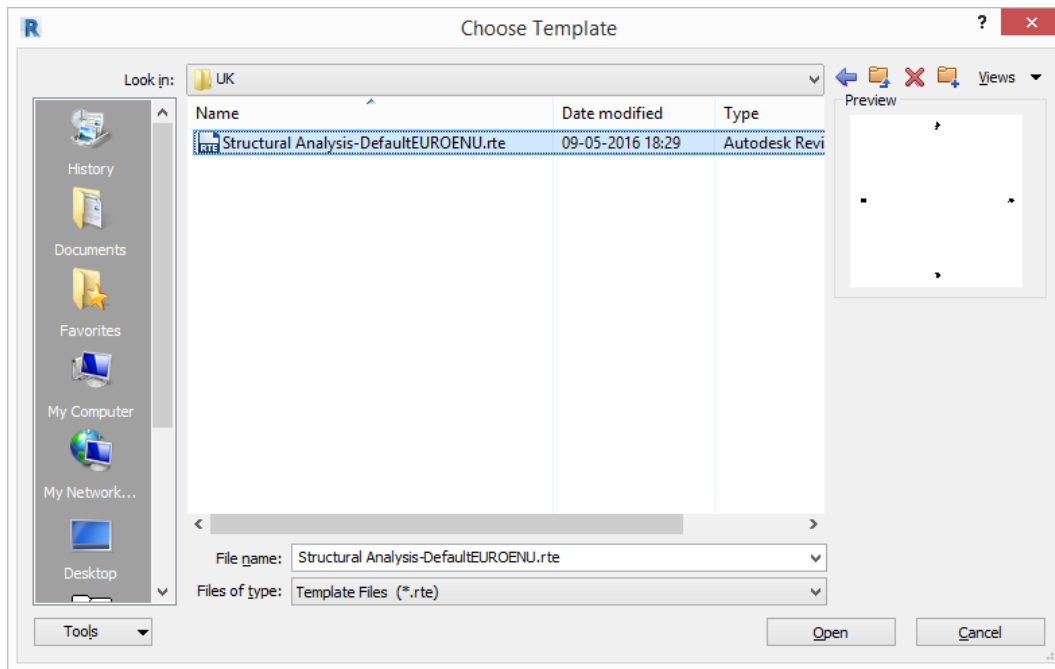 Choose Template
Look in: UK
Views
Preview
Name Date modified Type
RTE Structural Analysis-DefaultEUROENU.rte 09-05-2016 18:29 Autodesk Revi
History
Documents
Favorites
My Computer
My Network...
Desktop
File name: Structural Analysis-DefaultEUROENU.rte
Files of type: Template Files (*.rte)
Tools Open Cancel